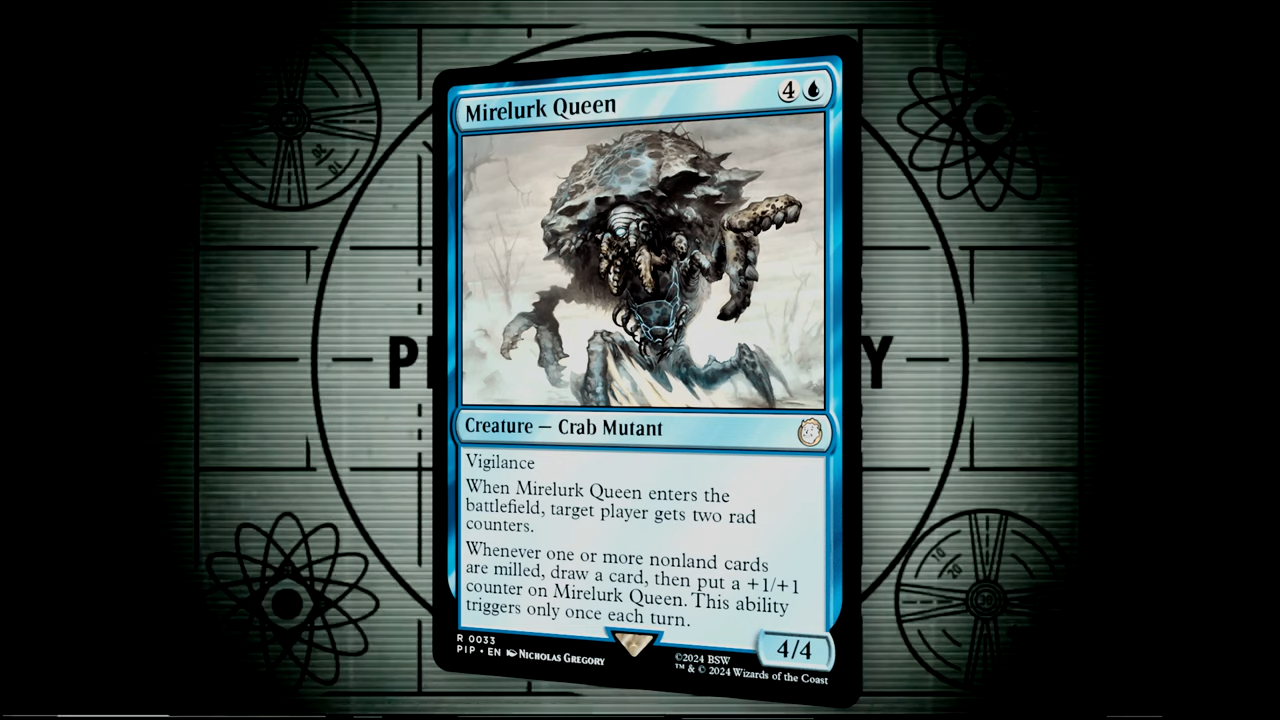 Mirelurk Queen
4
Creature — Crab Mutant
Vigilance
When Mirelurk Queen enters the
battlefield, target player gets two rad
counters.
Whenever one or more nonland cards
are milled, draw a card, then put a +1/+1
counter on Mirelurk Queen. This ability
triggers only once each turn.
4/4
R 0033
PIP • EN NICHOLAS GREGORY
©2024 BSW
™ & © 2024 Wizards of the Coast
10
20